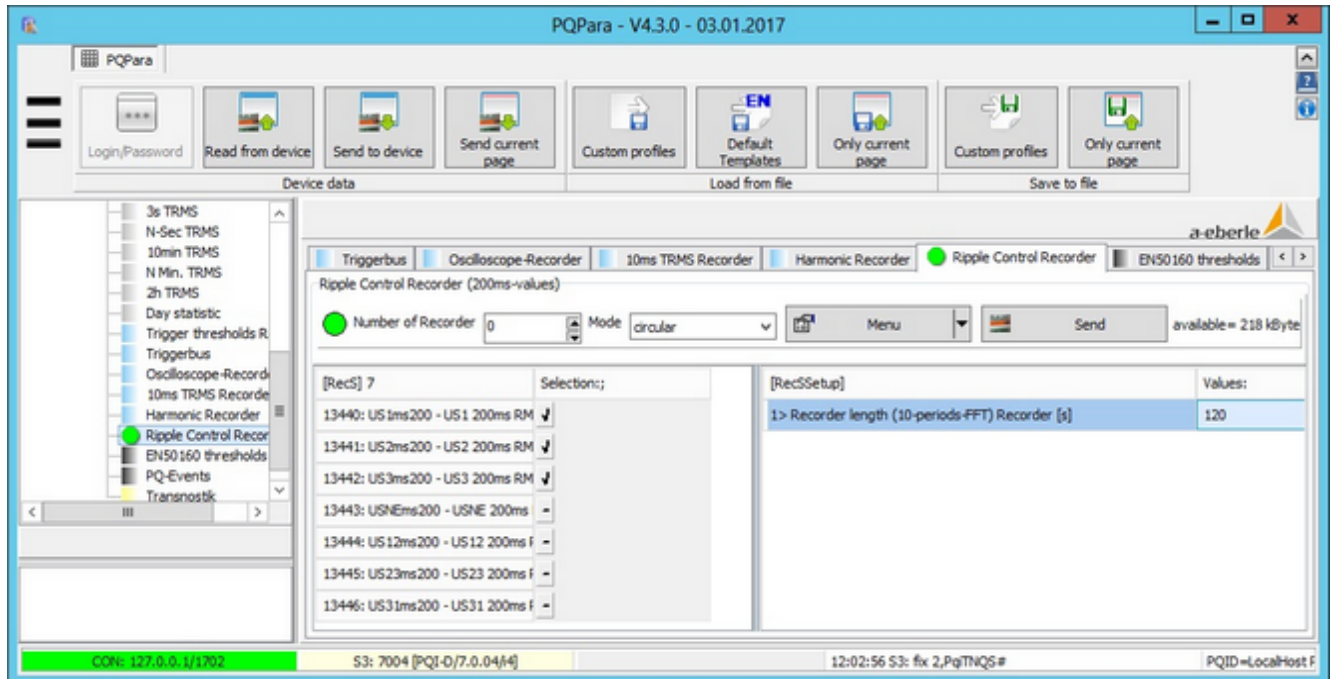 PQPara - V4.3.0 - 03.01.2017
PQPara
Login/Password
Read from device
Send to device
Send current page
Custom profiles
Default Templates
Only current page
Custom profiles
Only current page
Device data
Load from file
Save to file
3s TRMS
N-Sec TRMS
10min TRMS
N Min. TRMS
2h TRMS
Day statistic
Trigger thresholds R
Triggerbus
Oscilloscope-Recorde
10ms TRMS Recorde
Harmonic Recorder
Ripple Control Recor
EN50160 thresholds
PQ-Events
Transnostik
a-eberle
Triggerbus
Oscilloscope-Recorder
10ms TRMS Recorder
Harmonic Recorder
Ripple Control Recorder
EN50160 thresholds
Ripple Control Recorder (200ms-values)
Number of Recorder
0
Mode
circular
Menu
Send
available= 218 kByte
[RecS] 7
Selection:;
13440: US1ms200 - US1 200ms RM
13441: US2ms200 - US2 200ms RM
13442: US3ms200 - US3 200ms RM
13443: USNEms200 - USNE 200ms
13444: US12ms200 - US12 200ms R
13445: US23ms200 - US23 200ms R
13446: US31ms200 - US31 200ms R
[RecSSetup]
Values:
1> Recorder length (10-periods-FFT) Recorder [s]
120
CON: 127.0.0.1/1702
S3: 7004 [PQI-D/7.0.04/i4]
12:02:56 S3: fix 2,PqiTNQS#
PQID=LocalHost P